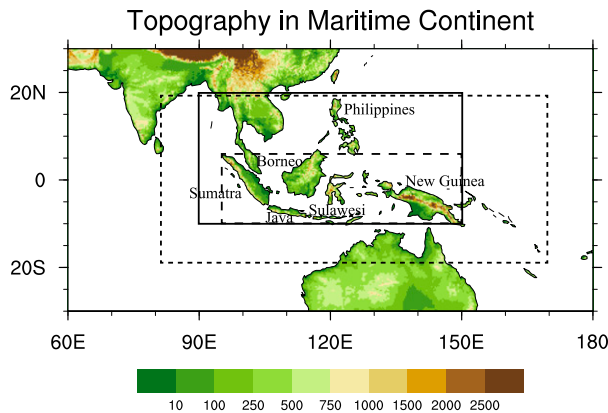 Topography in Maritime Continent
20N
Philippines
Borneo
0
Sumatra
New Guinea
Sulawesi
Java
20S
60E 90E 120E 150E 180
10 100 250 500 750 1000 1500 2000 2500